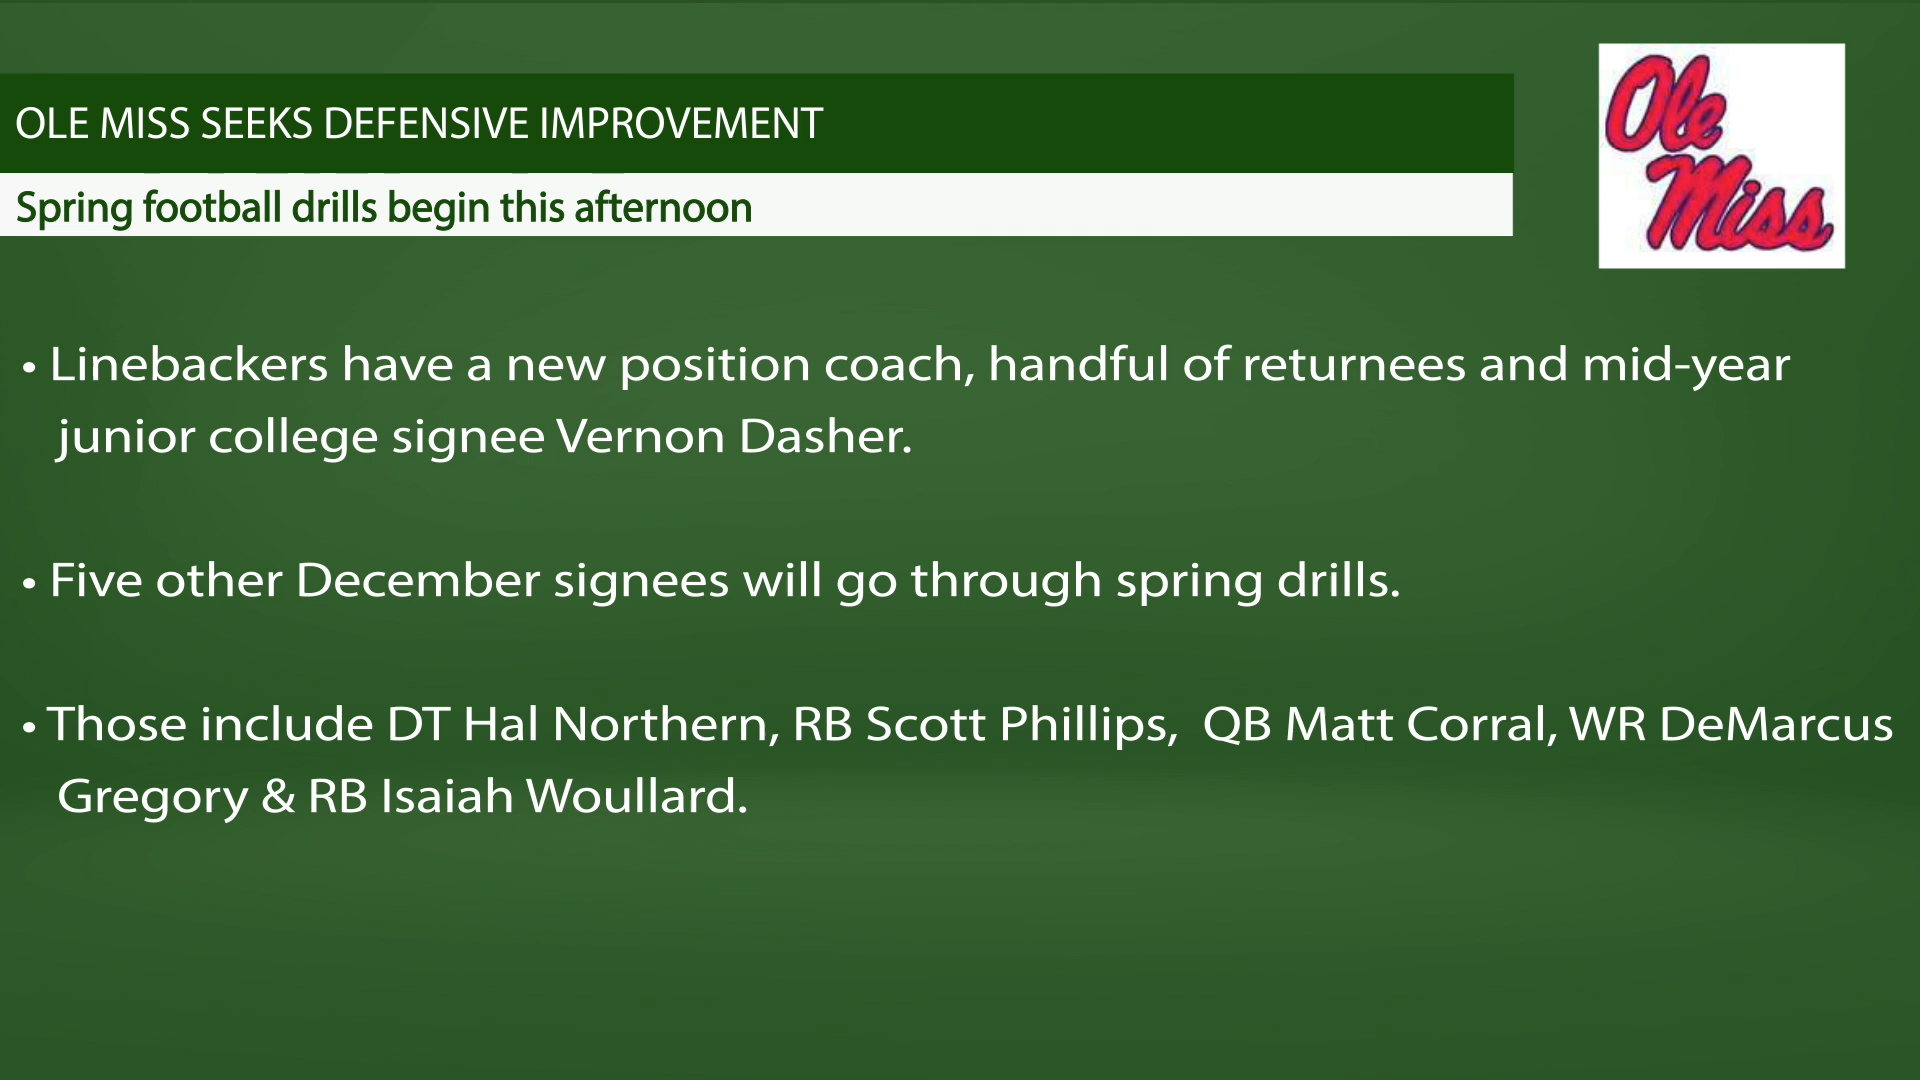 OLE MISS SEEKS DEFENSIVE IMPROVEMENT
Spring football drills begin this afternoon
Ole
Miss
• Linebackers have a new position coach, handful of returnees and mid-year
junior college signee Vernon Dasher.
• Five other December signees will go through spring drills.
• Those include DT Hal Northern, RB Scott Phillips,  QB Matt Corral, WR DeMarcus
Gregory & RB Isaiah Woullard.